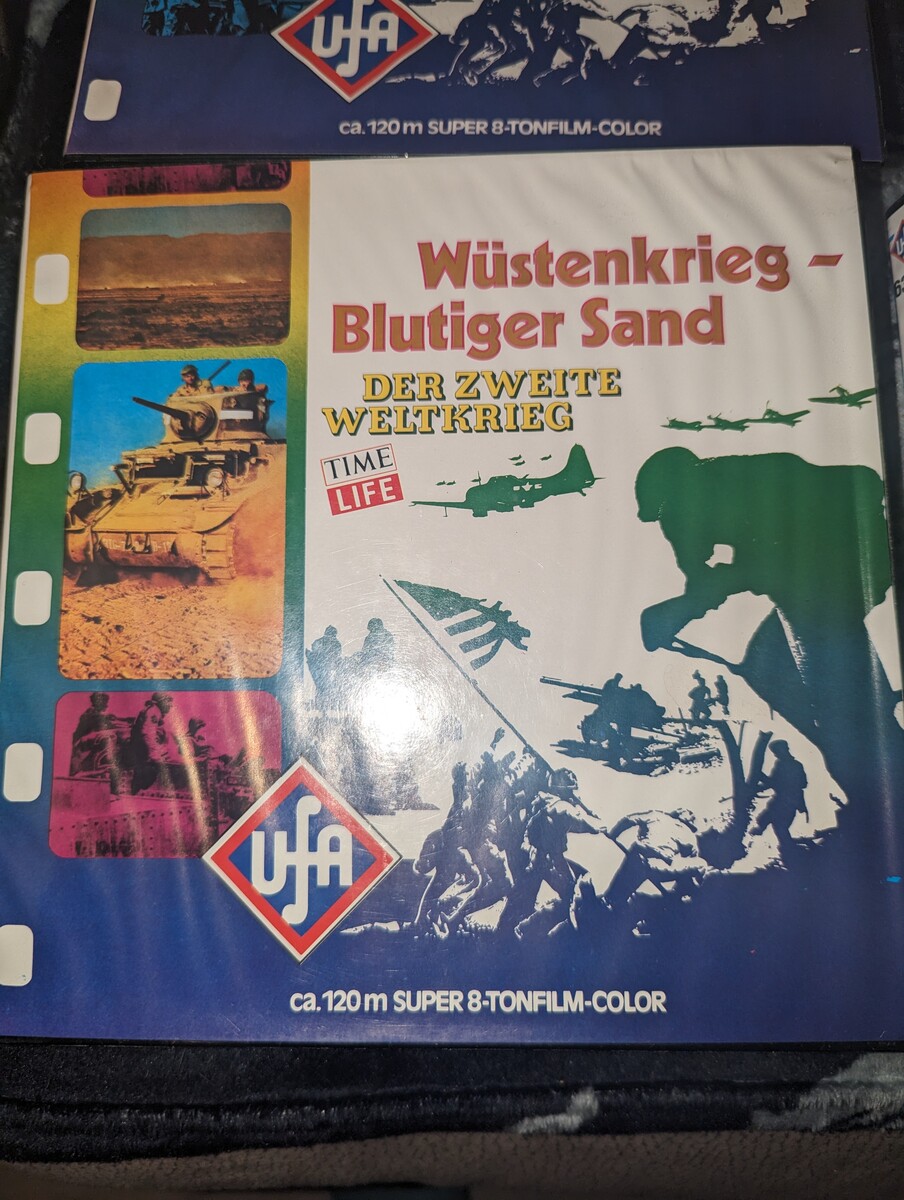 UFA
ca. 120 m SUPER 8-TONFILM-COLOR
Wüstenkrieg -
Blutiger Sand
DER ZWEITE
WELTKRIEG
TIME
LIFE
UFA
ca. 120 m SUPER 8-TONFILM-COLOR